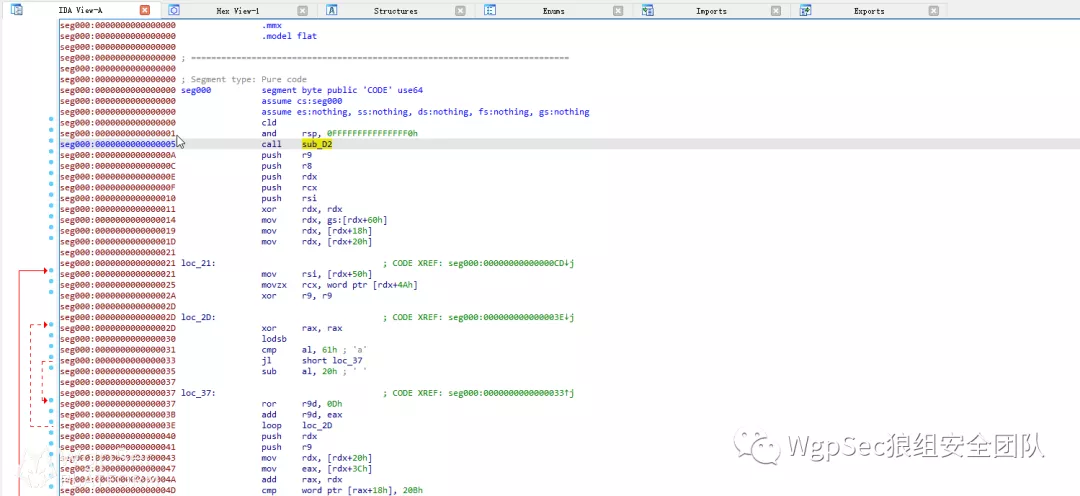 IDA View-A Hex View-1 Structures Enums Imports Exports
seg000:0000000000000000 .mmx
seg000:0000000000000000 .model flat
seg000:0000000000000000
seg000:0000000000000000 ; ===========================================================================
seg000:0000000000000000
seg000:0000000000000000 ; Segment type: Pure code
seg000:0000000000000000 seg000 segment byte public 'CODE' use64
seg000:0000000000000000 assume cs:seg000
seg000:0000000000000000 assume es:nothing, ss:nothing, ds:nothing, fs:nothing, gs:nothing
seg000:0000000000000000 cld
seg000:0000000000000001 and rsp, 0FFFFFFFFFFFFFFF0h
seg000:0000000000000005 call sub_D2
seg000:000000000000000A push r9
seg000:000000000000000C push r8
seg000:000000000000000E push rdx
seg000:000000000000000F push rcx
seg000:0000000000000010 push rsi
seg000:0000000000000011 xor rdx, rdx
seg000:0000000000000014 mov rdx, gs:[rdx+60h]
seg000:0000000000000019 mov rdx, [rdx+18h]
seg000:000000000000001D mov rdx, [rdx+20h]
seg000:0000000000000021
seg000:0000000000000021 loc_21: ; CODE XREF: seg000:00000000000000CD↓j
seg000:0000000000000021 mov rsi, [rdx+50h]
seg000:0000000000000025 movzx rcx, word ptr [rdx+4Ah]
seg000:000000000000002A xor r9, r9
seg000:000000000000002D
seg000:000000000000002D loc_2D: ; CODE XREF: seg000:000000000000003E↓j
seg000:000000000000002D xor rax, rax
seg000:0000000000000030 lodsb
seg000:0000000000000031 cmp al, 61h ; 'a'
seg000:0000000000000033 jl short loc_37
seg000:0000000000000035 sub al, 20h ; ' '
seg000:0000000000000037
seg000:0000000000000037 loc_37: ; CODE XREF: seg000:0000000000000033↑j
seg000:0000000000000037 ror r9d, 0Dh
seg000:000000000000003B add r9d, eax
seg000:000000000000003E loop loc_2D
seg000:0000000000000040 push rdx
seg000:0000000000000041 push r9
seg000:0000000000000043 mov rdx, [rdx+20h]
seg000:0000000000000047 mov eax, [rdx+3Ch]
seg000:000000000000004A add rax, rdx
seg000:000000000000004D cmp word ptr [rax+18h], 20Bh
WgpSec狼组安全团队